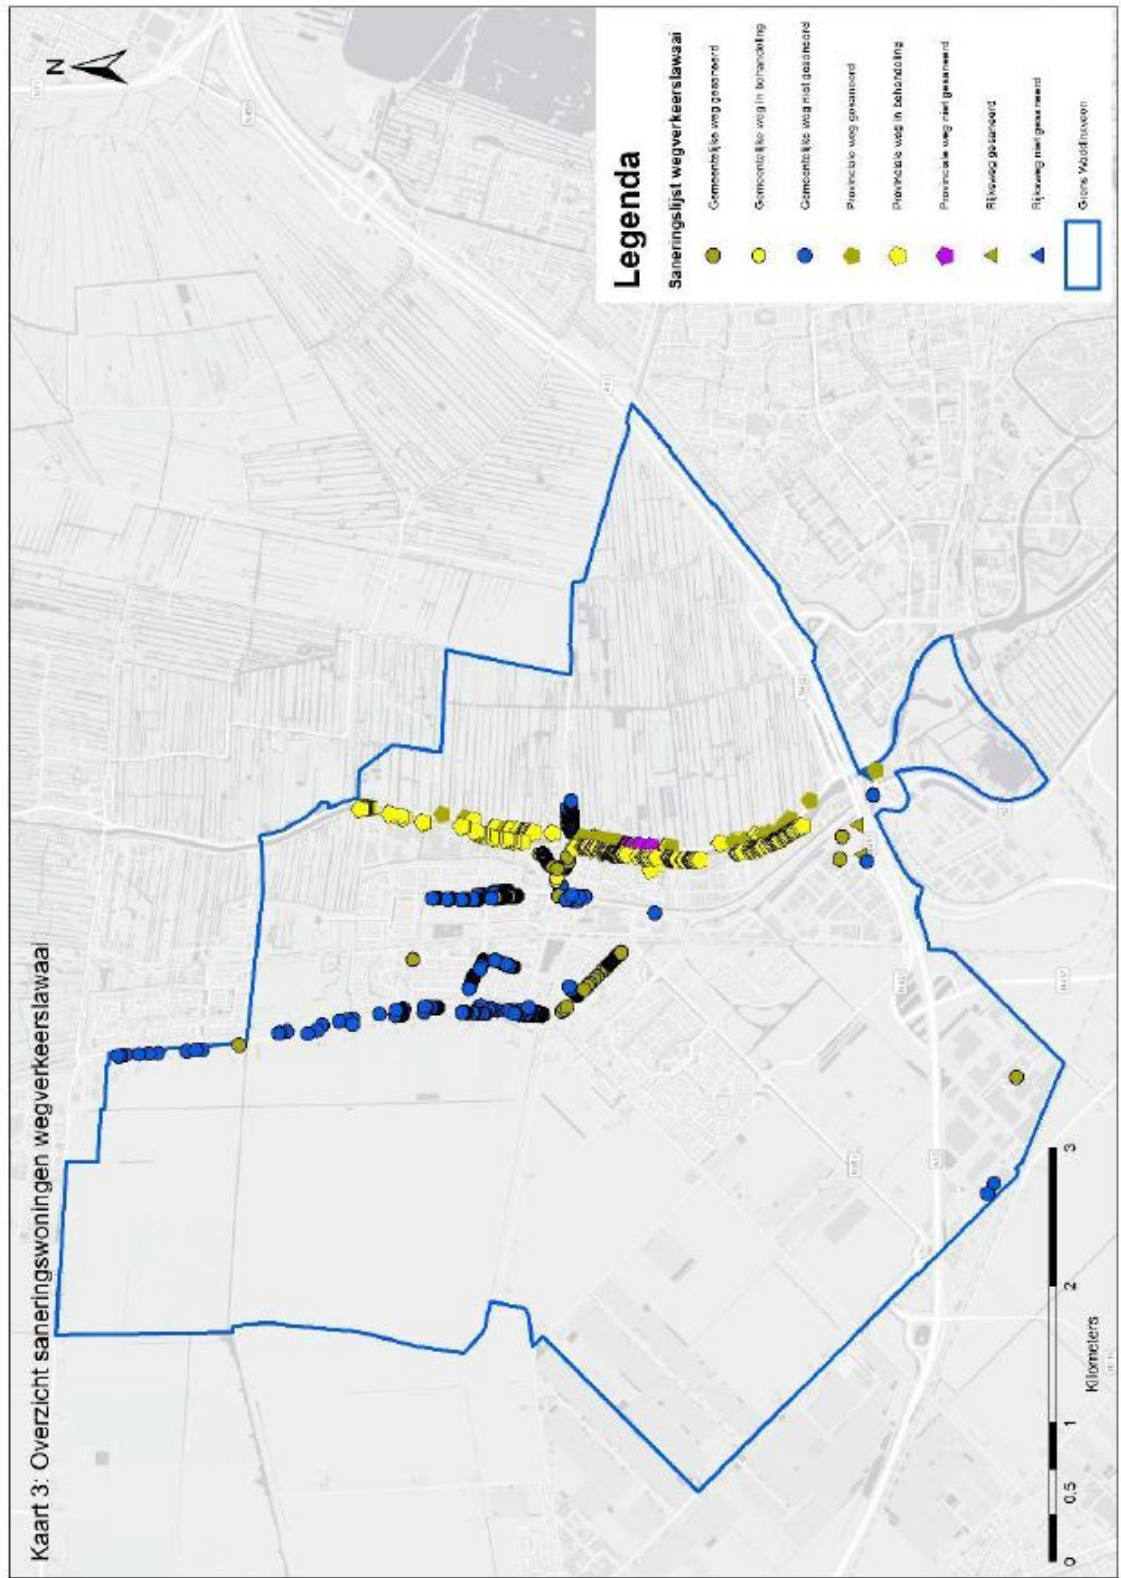 Kaart 3: Overzicht saneringswoningen wegverkeerslawaai
N
Legenda
Saneringslijst wegverkeerslawaai
Gemeentelijke weg gesaneerd
Gemeentelijke weg in behandeling
Gemeentelijke weg niet gesaneerd
Provinciale weg gesaneerd
Provinciale weg in behandeling
Provinciale weg niet gesaneerd
Rijksweg gesaneerd
Rijksweg niet gesaneerd
Grens Waddinxveen
0 0.5 1 2 3
Kilometers